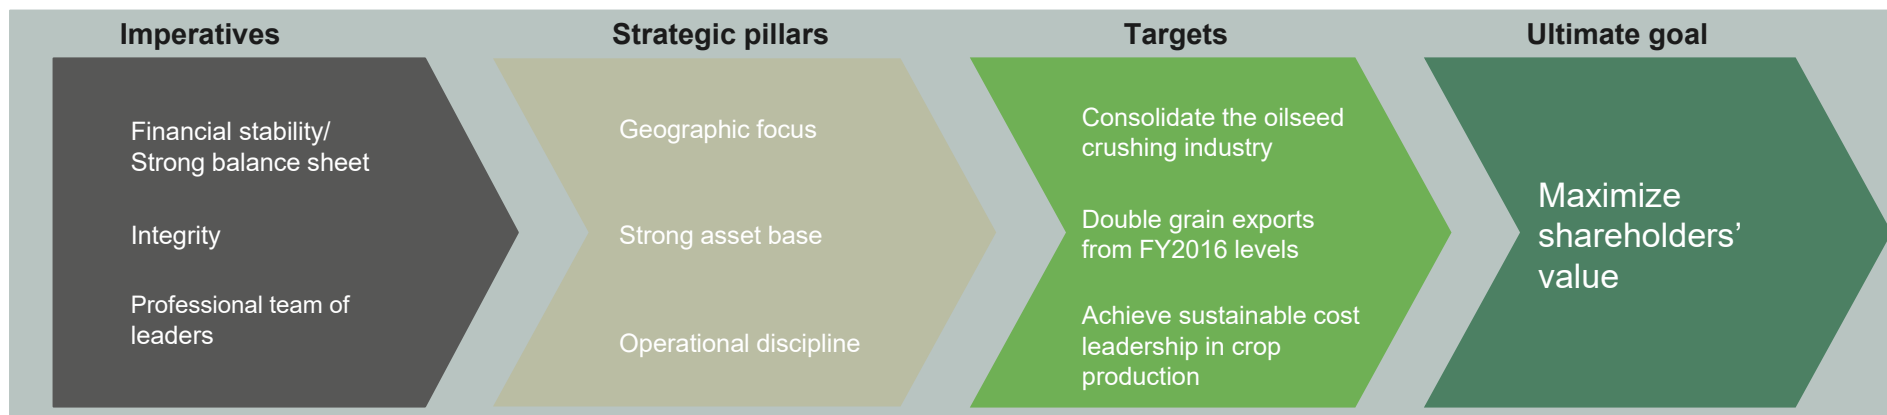 Imperatives
Financial stability/
Strong balance sheet
Integrity
Professional team of
leaders
Strategic pillars
Geographic focus
Strong asset base
Operational discipline
Targets
Consolidate the oilseed
crushing industry
Double grain exports
from FY2016 levels
Achieve sustainable cost
leadership in crop
production
Ultimate goal
Maximize
shareholders’
value